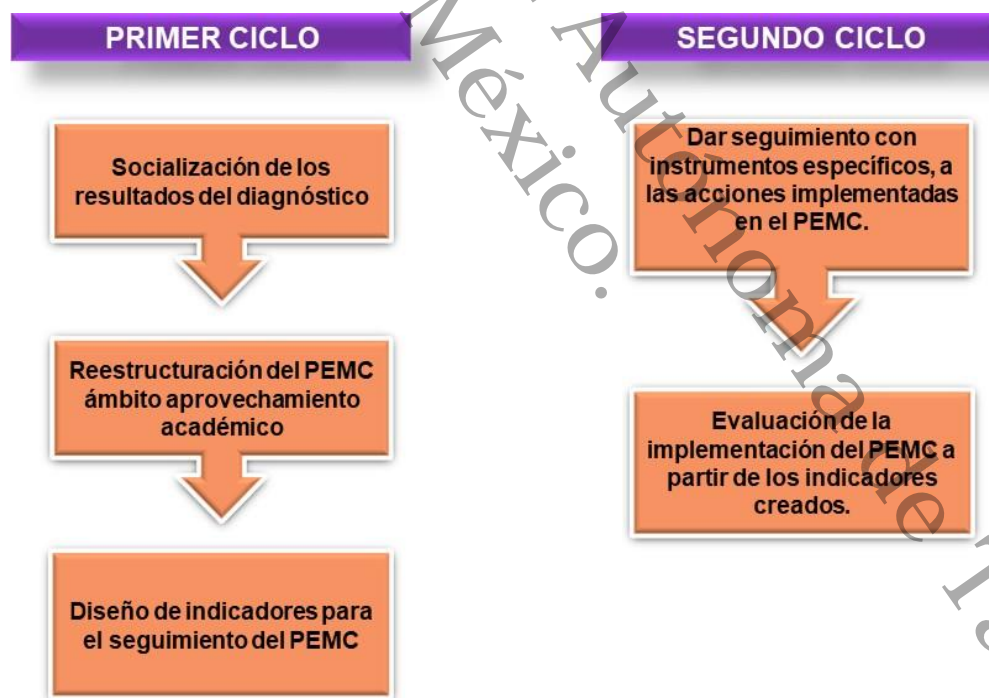 PRIMER CICLO
Socialización de los
resultados del diagnóstico
Reestructuración del PEMC
ámbito aprovechamiento
académico
Diseño de indicadores para
el seguimiento del PEMC
SEGUNDO CICLO
Dar seguimiento con
instrumentos específicos, a
las acciones implementadas
en el PEMC.
Evaluación de la
implementación del PEMC a
partir de los indicadores
creados.
Autónoma de
México.